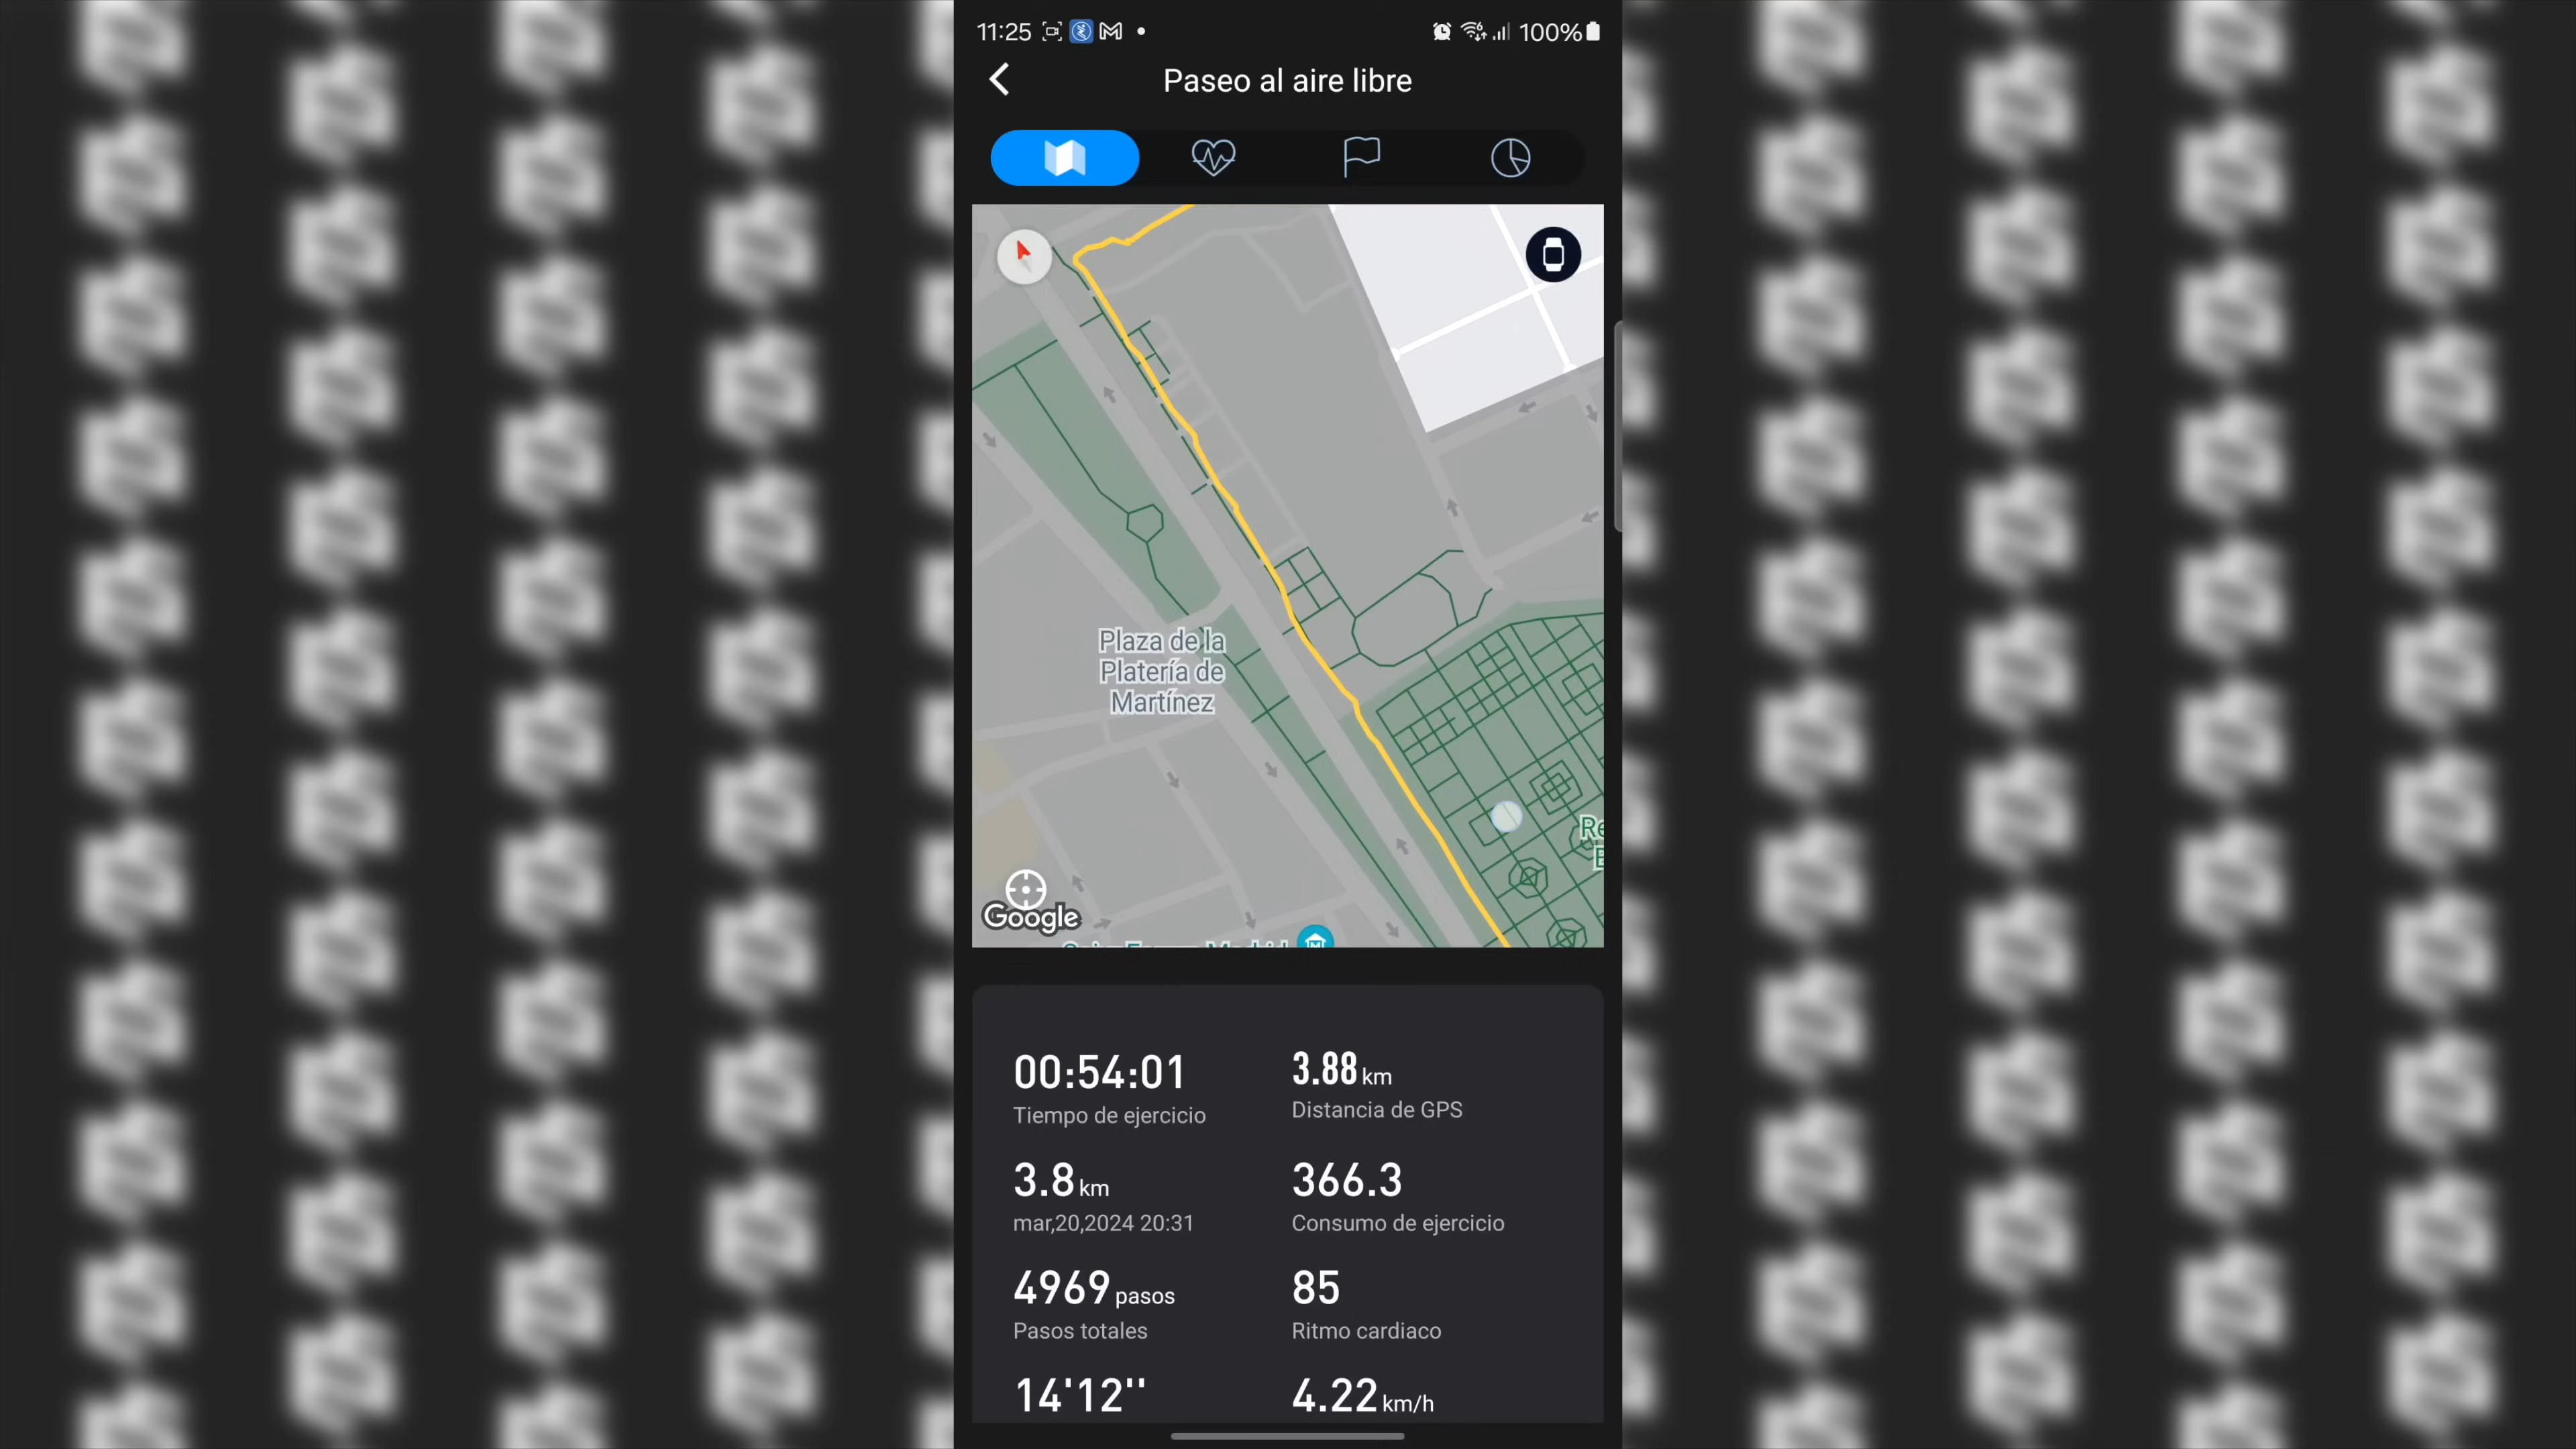 11:25
100%
Paseo al aire libre
Plaza de la
Platería de
Martínez
Re
Google
00:54:01
3.88 km
Tiempo de ejercicio
Distancia de GPS
3.8 km
366.3
mar,20,2024 20:31
Consumo de ejercicio
4969 pasos
85
Pasos totales
Ritmo cardiaco
14'12''
4.22 km/h